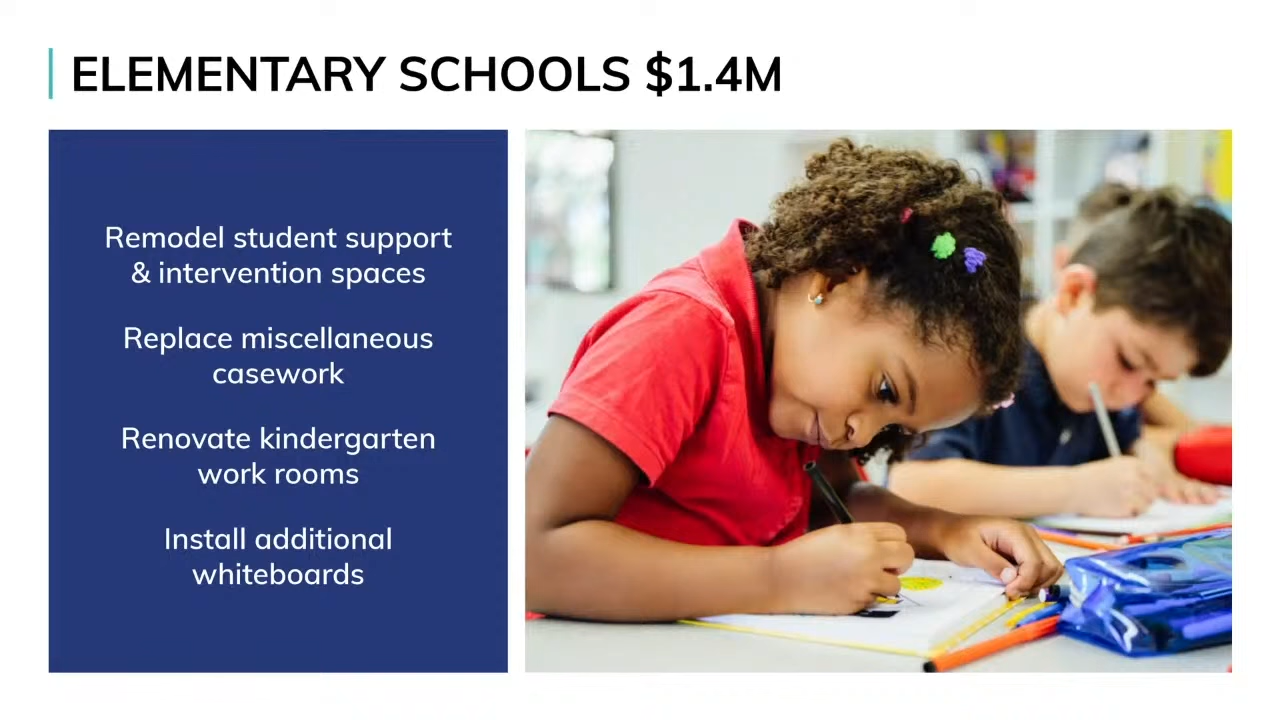 ELEMENTARY SCHOOLS $1.4M
Remodel student support
& intervention spaces
Replace miscellaneous
casework
Renovate kindergarten
work rooms
Install additional
whiteboards